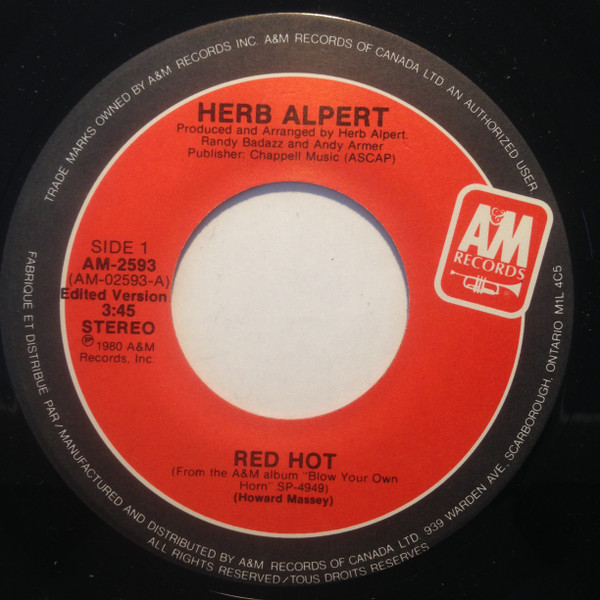 TRADE MARKS OWNED BY A&M RECORDS INC. A&M RECORDS OF CANADA LTD. AN AUTHORIZED USER
HERB ALPERT
Produced and Arranged by Herb Alpert.
Randy Badazz and Andy Armer
Publisher: Chappell Music (ASCAP)
A&M
RECORDS
SIDE 1
AM-2593
(AM-02593-A)
Edited Version
3:45
STEREO
℗ 1980 A&M
Records, Inc.
RED HOT
(From the A&M album "Blow Your Own
Horn" SP-4949)
(Howard Massey)
FABRIQUÉ ET DISTRIBUE PAR/MANUFACTURED AND DISTRIBUTED BY A&M RECORDS OF CANADA LTD. 939 WARDEN AVE. SCARBOROUGH, ONTARIO M1L 4C5
ALL RIGHTS RESERVED/TOUS DROITS RESERVES